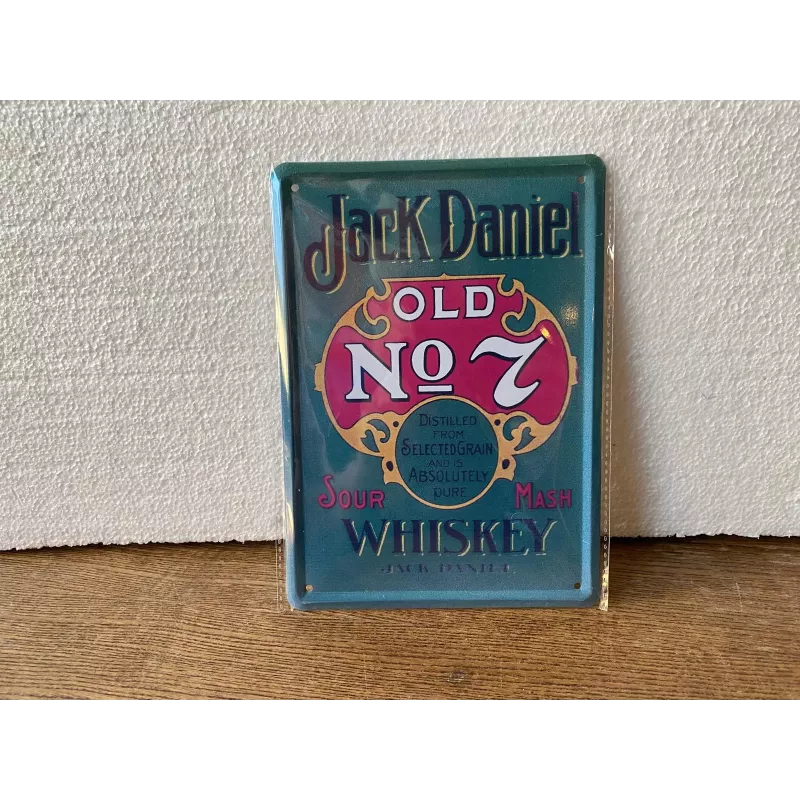 Jack Daniel
OLD
No 7
DISTILLED
FROM
SELECTED GRAIN
AND IS
ABSOLUTELY
PURE
SOUR MASH
WHISKEY
JACK DANIEL